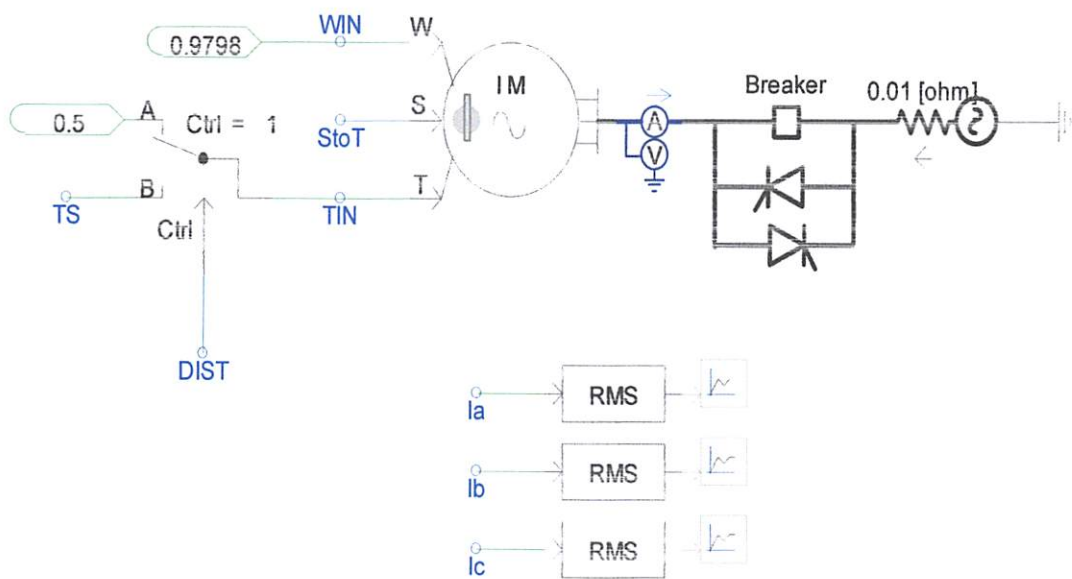 WIN
W
0.9798
IM
Breaker
0.01 [ohm]
A
Ctrl = 1
S
0.5
StoT
A
V
B
T
TS
TIN
Ctrl
DIST
Ia
RMS
Ib
RMS
Ic
RMS